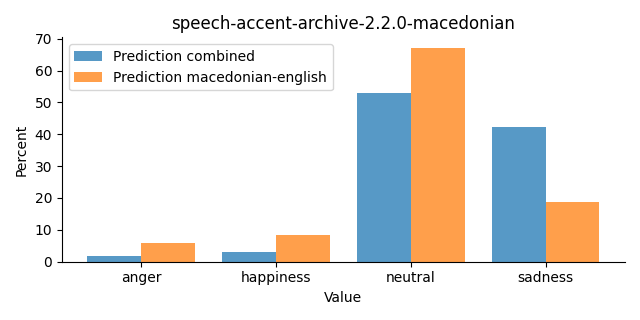 speech-accent-archive-2.2.0-macedonian
Prediction combined
Prediction macedonian-english
Percent
70
60
50
40
30
20
10
0
anger happiness neutral sadness
Value